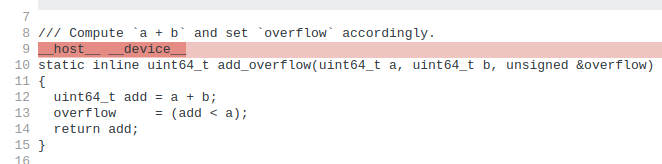 7
8 /// Compute `a + b` and set `overflow` accordingly.
9 __host__ __device__
10 static inline uint64_t add_overflow(uint64_t a, uint64_t b, unsigned &overflow)
11 {
12   uint64_t add = a + b;
13   overflow     = (add < a);
14   return add;
15 }
16